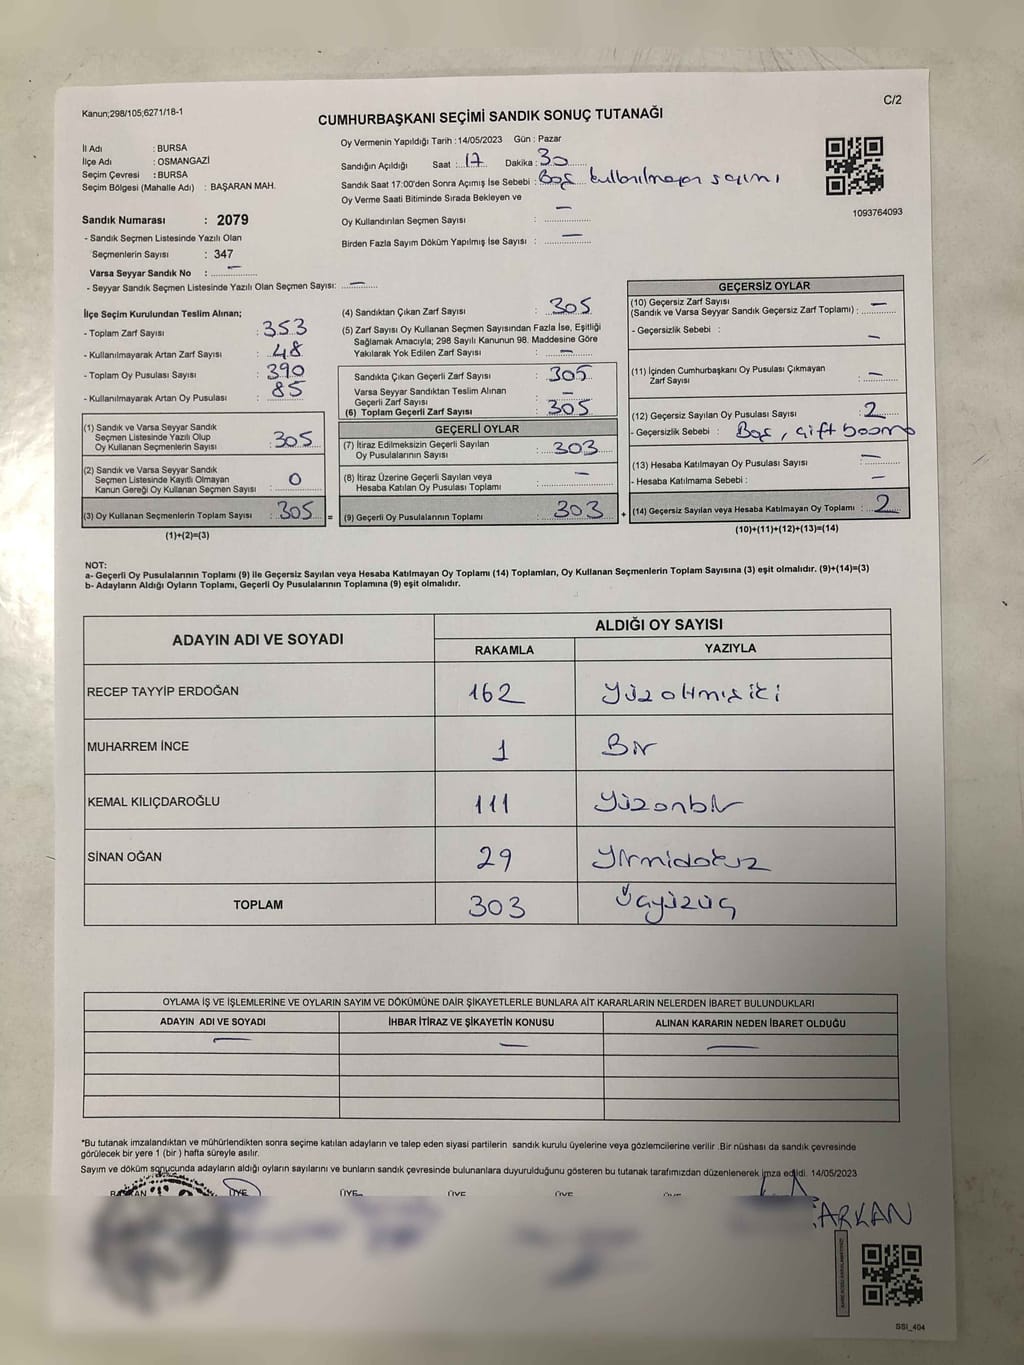 Kanun;298/105;6271/18-1
C/2
CUMHURBAŞKANI SEÇİMİ SANDIK SONUÇ TUTANAĞI
İl Adı : BURSA
İlçe Adı : OSMANGAZİ
Seçim Çevresi : BURSA
Seçim Bölgesi (Mahalle Adı) : BAŞARAN MAH.
Sandık Numarası : 2079
- Sandık Seçmen Listesinde Yazılı Olan
Seçmenlerin Sayısı : 347
Varsa Seyyar Sandık No : —
- Seyyar Sandık Seçmen Listesinde Yazılı Olan Seçmen Sayısı: —
Oy Vermenin Yapıldığı Tarih :14/05/2023 Gün : Pazar
Sandığın Açıldığı Saat : 17 Dakika : 30
Sandık Saat 17:00'den Sonra Açımış İse Sebebi : Boş kullanılmayan sayımı
Oy Verme Saati Bitiminde Sırada Bekleyen ve
Oy Kullandırılan Seçmen Sayısı : —
Birden Fazla Sayım Döküm Yapılmış İse Sayısı : —
1093764093
İlçe Seçim Kurulundan Teslim Alınan;
- Toplam Zarf Sayısı : 353
- Kullanılmayarak Artan Zarf Sayısı : 48
- Toplam Oy Pusulası Sayısı : 390
- Kullanılmayarak Artan Oy Pusulası : 85
(1) Sandık ve Varsa Seyyar Sandık
Seçmen Listesinde Yazılı Olup
Oy Kullanan Seçmenlerin Sayısı : 305
(2) Sandık ve Varsa Seyyar Sandık
Seçmen Listesinde Kayıtlı Olmayan
Kanun Gereği Oy Kullanan Seçmen Sayısı : 0
(3) Oy Kullanan Seçmenlerin Toplam Sayısı : 305
(1)+(2)=(3)
(4) Sandıktan Çıkan Zarf Sayısı : 305
(5) Zarf Sayısı Oy Kullanan Seçmen Sayısından Fazla İse, Eşitliği
Sağlamak Amacıyla; 298 Sayılı Kanunun 98. Maddesine Göre
Yakılarak Yok Edilen Zarf Sayısı : —
Sandıkta Çıkan Geçerli Zarf Sayısı : 305
Varsa Seyyar Sandıktan Teslim Alınan
Geçerli Zarf Sayısı : —
(6) Toplam Geçerli Zarf Sayısı : 305
GEÇERLİ OYLAR
(7) İtiraz Edilmeksizin Geçerli Sayılan
Oy Pusulalarının Sayısı : 303
(8) İtiraz Üzerine Geçerli Sayılan veya
Hesaba Katılan Oy Pusulası Toplamı : —
= (9) Geçerli Oy Pusulalarının Toplamı : 303
GEÇERSİZ OYLAR
(10) Geçersiz Zarf Sayısı
(Sandık ve Varsa Seyyar Sandık Geçersiz Zarf Toplamı) : —
- Geçersizlik Sebebi : —
(11) İçinden Cumhurbaşkanı Oy Pusulası Çıkmayan
Zarf Sayısı : —
(12) Geçersiz Sayılan Oy Pusulası Sayısı : 2
- Geçersizlik Sebebi : Boş, çift basma
(13) Hesaba Katılmayan Oy Pusulası Sayısı : —
- Hesaba Katılmama Sebebi : —
+ (14) Geçersiz Sayılan veya Hesaba Katılmayan Oy Toplamı : 2
(10)+(11)+(12)+(13)=(14)
NOT:
a- Geçerli Oy Pusulalarının Toplamı (9) ile Geçersiz Sayılan veya Hesaba Katılmayan Oy Toplamı (14) Toplamları, Oy Kullanan Seçmenlerin Toplam Sayısına (3) eşit olmalıdır. (9)+(14)=(3)
b- Adayların Aldığı Oyların Toplamı, Geçerli Oy Pusulalarının Toplamına (9) eşit olmalıdır.
ADAYIN ADI VE SOYADI ALDIĞI OY SAYISI
RAKAMLA YAZIYLA
RECEP TAYYİP ERDOĞAN 162 Yüzaltmışiki
MUHARREM İNCE 1 Bir
KEMAL KILIÇDAROĞLU 111 Yüzonbir
SİNAN OĞAN 29 Yirmidokuz
TOPLAM 303 Üçyüzüç
OYLAMA İŞ VE İŞLEMLERİNE VE OYLARIN SAYIM VE DÖKÜMÜNE DAİR ŞİKAYETLERLE BUNLARA AİT KARARLARIN NELERDEN İBARET BULUNDUKLARI
ADAYIN ADI VE SOYADI İHBAR İTİRAZ VE ŞİKAYETİN KONUSU ALINAN KARARIN NEDEN İBARET OLDUĞU
— — —
*Bu tutanak imzalandıktan ve mühürlendikten sonra seçime katılan adayların ve talep eden siyasi partilerin sandık kurulu üyelerine veya gözlemcilerine verilir .Bir nüshası da sandık çevresinde
görülecek bir yere 1 (bir ) hafta süreyle asılır.
Sayım ve döküm sonucunda adayların aldığı oyların sayılarını ve bunların sandık çevresinde bulunanlara duyurulduğunu gösteren bu tutanak tarafımızdan düzenlenerek imza edildi. 14/05/2023
ÜYE ÜYE ÜYE ÜYE
ARKAN
SSİ_404